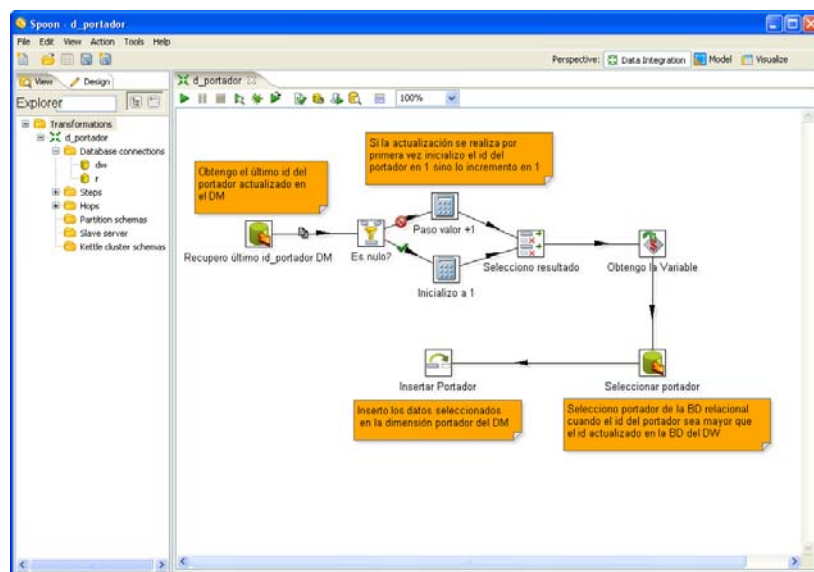 Spoon - d_portador
File Edit View Action Tools Help
Perspective: Data Integration Model Visualize
View Design
d_portador
Explorer
100%
Transformations
d_portador
Database connections
dw
r
Steps
Hops
Partition schemas
Slave server
Kettle cluster schemas
Si la actualización se realiza por
primera vez inicializo el id del
portador en 1 sino lo incremento en 1
Obtengo el último id del
portador actualizado en
el DM
Paso valor +1
Recupero último id_portador DM
Es nulo?
Selecciono resultado
Obtengo la Variable
Inicializo a 1
Insertar Portador
Seleccionar portador
Inserto los datos seleccionados
en la dimensión portador del DM
Selecciono portador de la BD relacional
cuando el id del portador sea mayor que
el id actualizado en la BD del DW